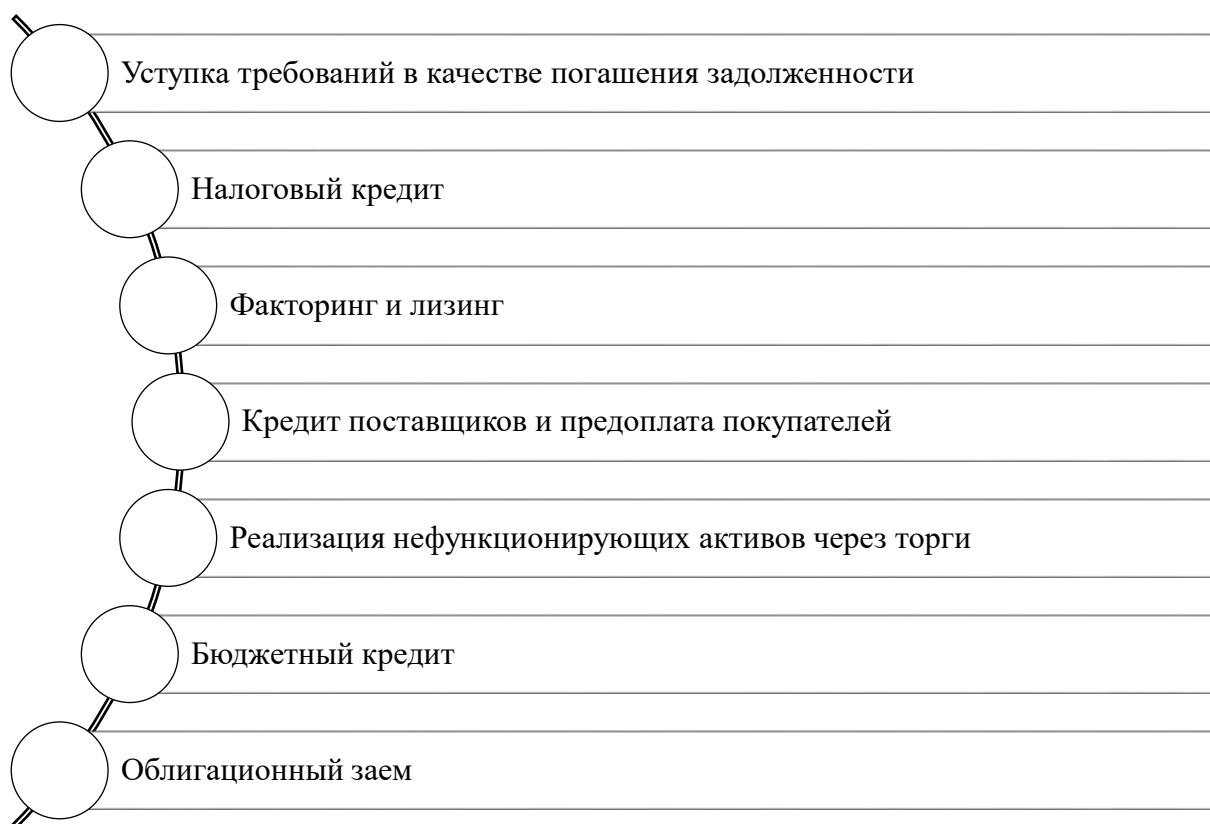 Уступка требований в качестве погашения задолженности
Налоговый кредит
Факторинг и лизинг
Кредит поставщиков и предоплата покупателей
Реализация нефункционирующих активов через торги
Бюджетный кредит
Облигационный заем